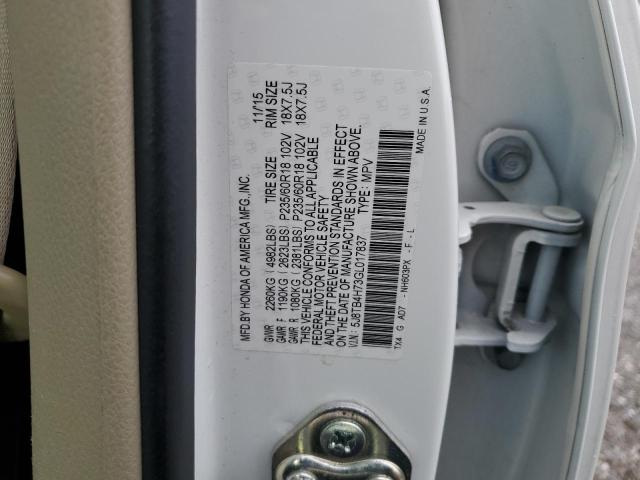 MFD.BY HONDA OF AMERICA MFG.,INC. 11/15
GVWR 2260KG (4982LBS) TIRE SIZE RIM SIZE
GAWR F 1190KG (2623LBS) P235/60R18 102V 18X7.5J
GAWR R 1080KG (2381LBS) P235/60R18 102V 18X7.5J
THIS VEHICLE CONFORMS TO ALL APPLICABLE
FEDERAL MOTOR VEHICLE SAFETY
AND THEFT PREVENTION STANDARDS IN EFFECT
ON THE DATE OF MANUFACTURE SHOWN ABOVE.
V.I.N: 5J8TB4H73GL017837 TYPE: MPV
TX4 G A07 - NH603PX -F - L
MADE IN U.S.A.